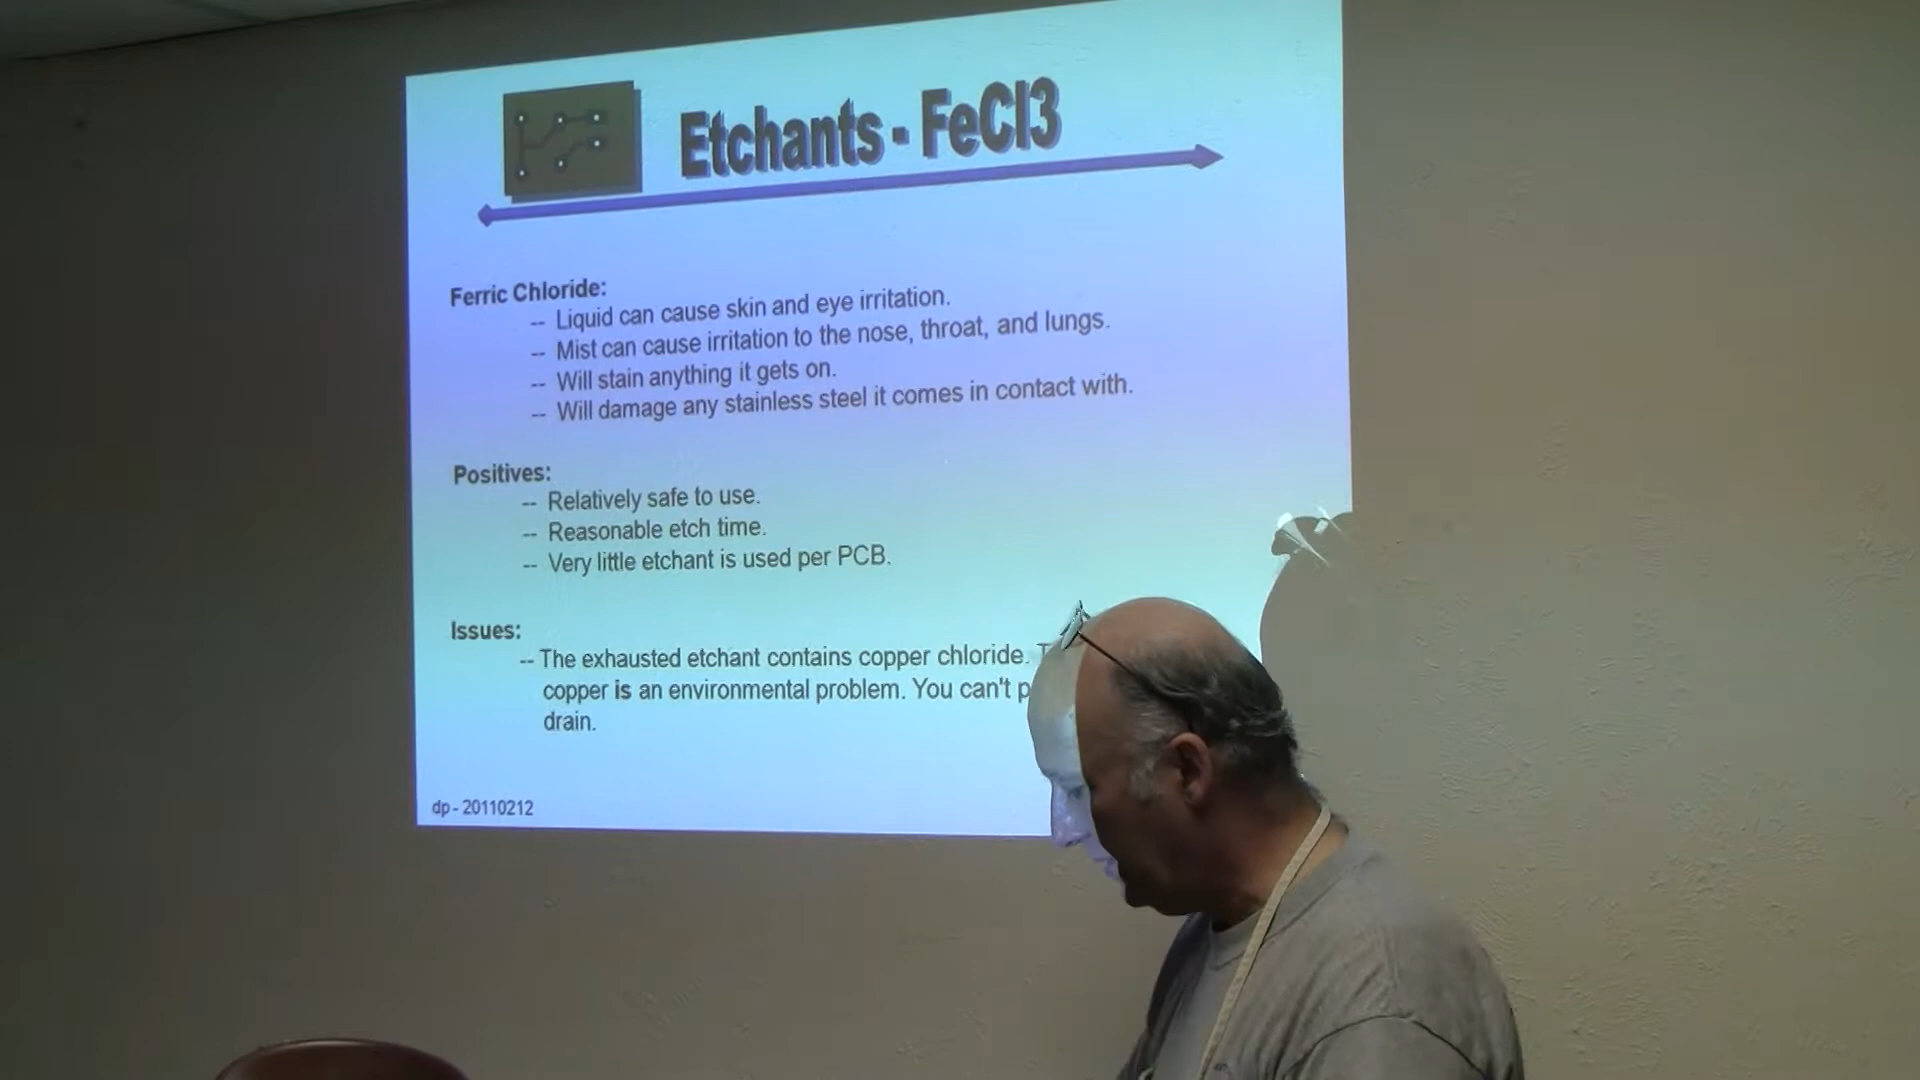 Etchants - FeCl3
Ferric Chloride:
-- Liquid can cause skin and eye irritation.
-- Mist can cause irritation to the nose, throat, and lungs.
-- Will stain anything it gets on.
-- Will damage any stainless steel it comes in contact with.
Positives:
-- Relatively safe to use.
-- Reasonable etch time.
-- Very little etchant is used per PCB.
Issues:
-- The exhausted etchant contains copper chloride.
copper is an environmental problem. You can't
drain.
dp - 20110212